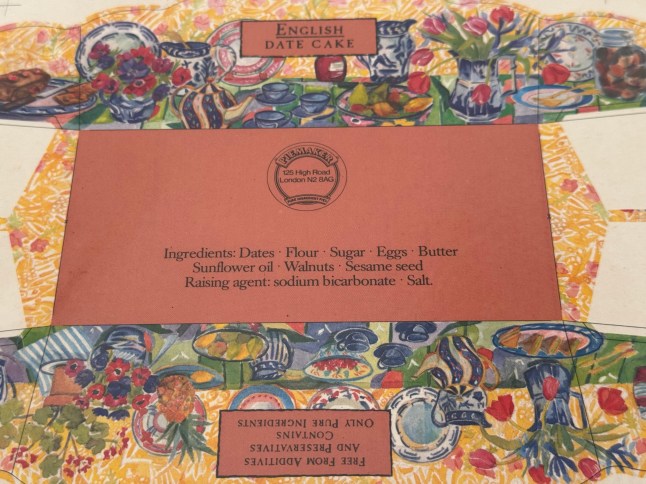 ENGLISH
DATE CAKE
PIEMAKER
125 High Road
London N2 8AG.
Ingredients: Dates · Flour · Sugar · Eggs · Butter
Sunflower oil · Walnuts · Sesame seed
Raising agent: sodium bicarbonate · Salt.
FREE FROM ADDITIVES
AND PRESERVATIVES
CONTAINS
ONLY PURE INGREDIENTS